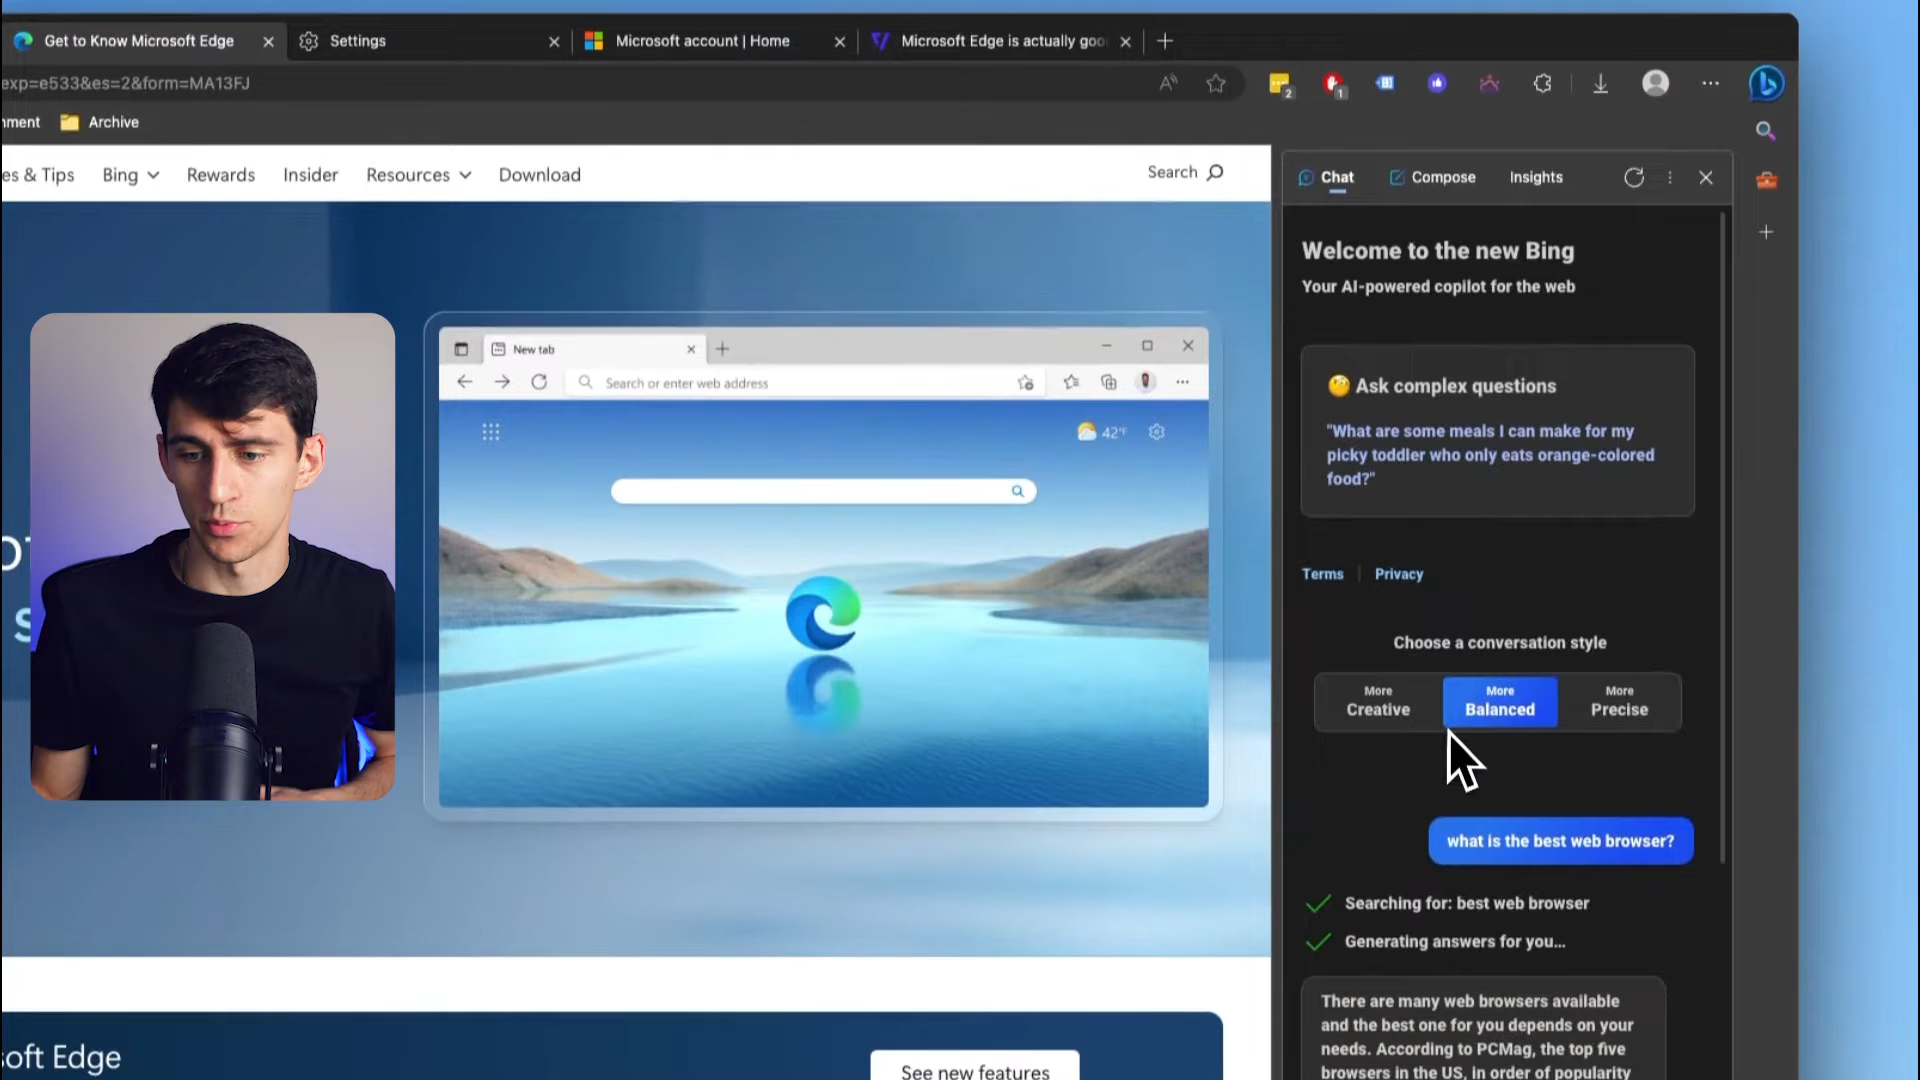 Get to Know Microsoft Edge
Settings
Microsoft account | Home
Microsoft Edge is actually goo
exp=e533&es=2&form=MA13FJ
2
1
nment
Archive
es & Tips
Bing
Rewards
Insider
Resources
Download
Search
New tab
Search or enter web address
42°F
soft Edge
See new features
Chat
Compose
Insights
Welcome to the new Bing
Your AI-powered copilot for the web
Ask complex questions
"What are some meals I can make for my
picky toddler who only eats orange-colored
food?"
Terms
Privacy
Choose a conversation style
More
Creative
More
Balanced
More
Precise
what is the best web browser?
Searching for: best web browser
Generating answers for you...
There are many web browsers available
and the best one for you depends on your
needs. According to PCMag, the top five
browsers in the US, in order of popularity